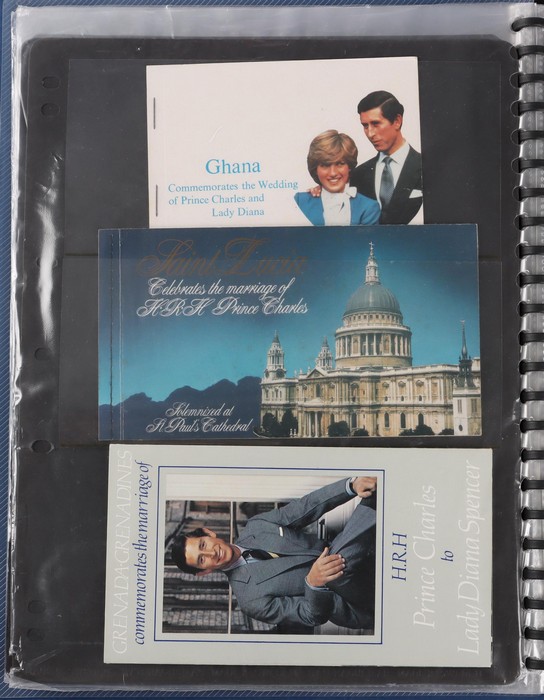 Ghana
Commemorates the Wedding
of Prince Charles and
Lady Diana
Saint Lucia
Celebrates the marriage of
H.R.H Prince Charles
Solemnized at
St. Paul's Cathedral
GRENADA GRENADINES
commemorates the marriage of
H.R.H
Prince Charles
to
Lady Diana Spencer